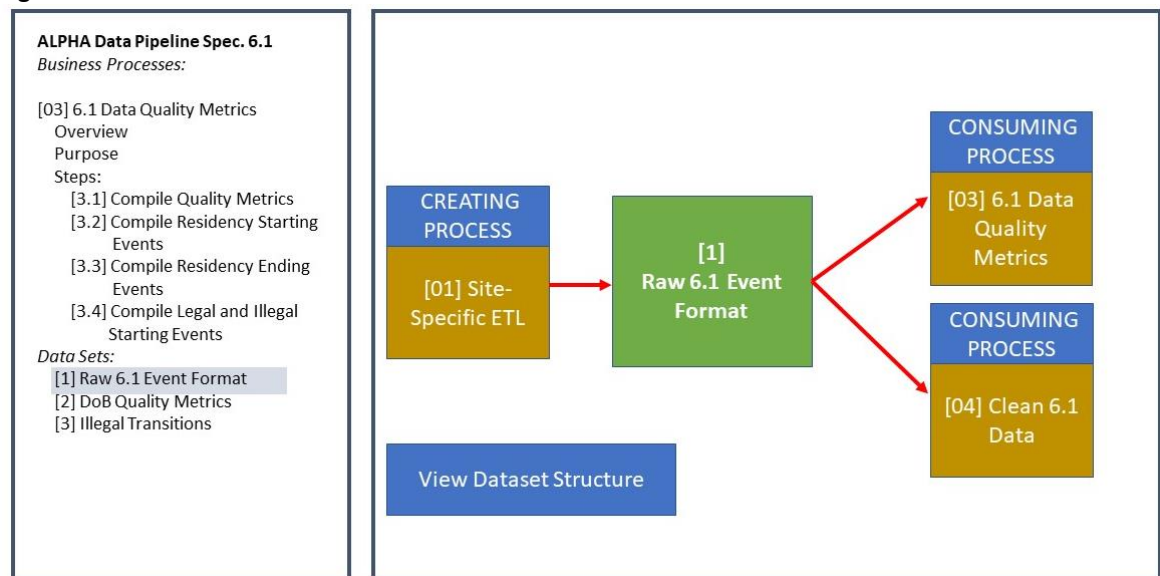 ALPHA Data Pipeline Spec. 6.1
Business Processes:
[03] 6.1 Data Quality Metrics
Overview
Purpose
Steps:
[3.1] Compile Quality Metrics
[3.2] Compile Residency Starting
Events
[3.3] Compile Residency Ending
Events
[3.4] Compile Legal and Illegal
Starting Events
Data Sets:
[1] Raw 6.1 Event Format
[2] DoB Quality Metrics
[3] Illegal Transitions
CREATING
PROCESS
[01] Site-
Specific ETL
[1]
Raw 6.1 Event
Format
CONSUMING
PROCESS
[03] 6.1 Data
Quality
Metrics
CONSUMING
PROCESS
[04] Clean 6.1
Data
View Dataset Structure